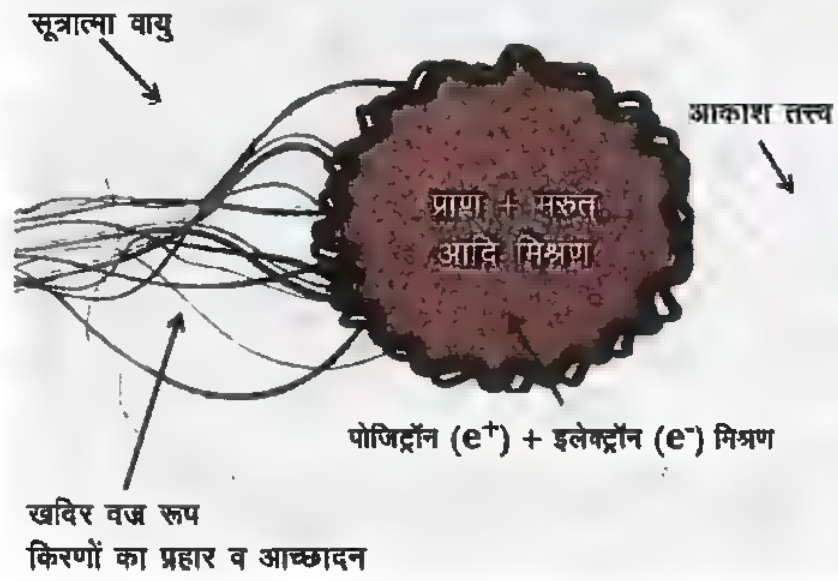 सूत्रात्मा वायु
आकाश तत्त्व
प्राण + मरुत्
आदि मिश्रण
पोजिट्रॉन (e⁺) + इलेक्ट्रॉन (e⁻) मिश्रण
खदिर वज्र रूप
किरणों का प्रहार व आच्छादन